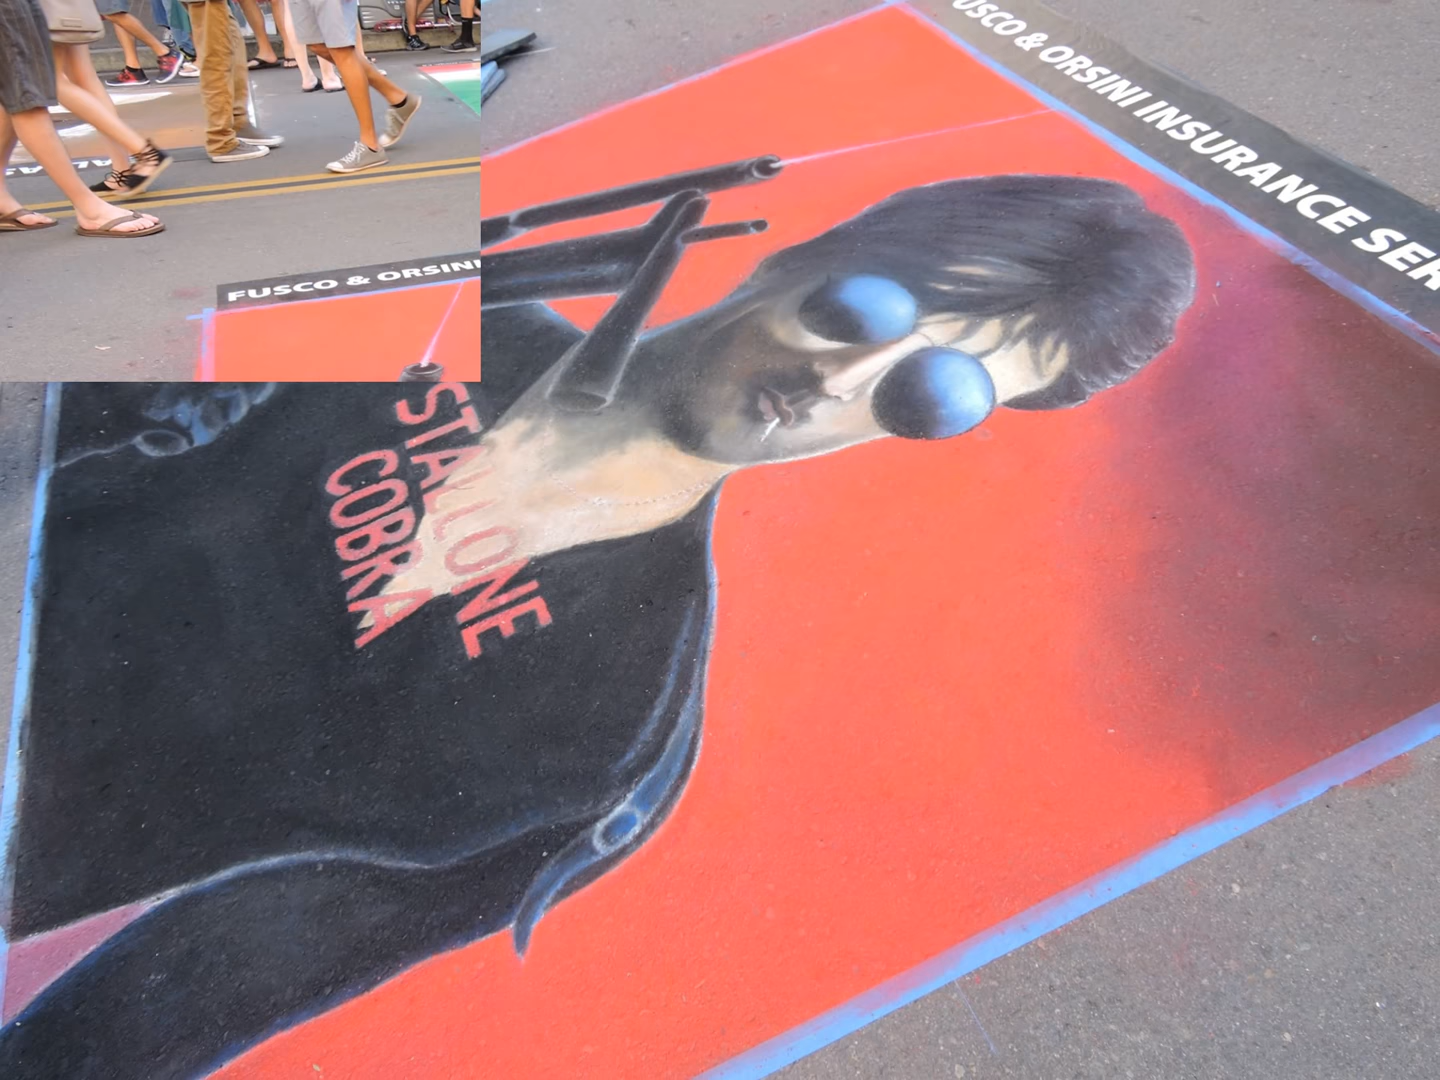 FUSCO & ORSINI
FUSCO & ORSINI INSURANCE SER
STALLONE
COBRA